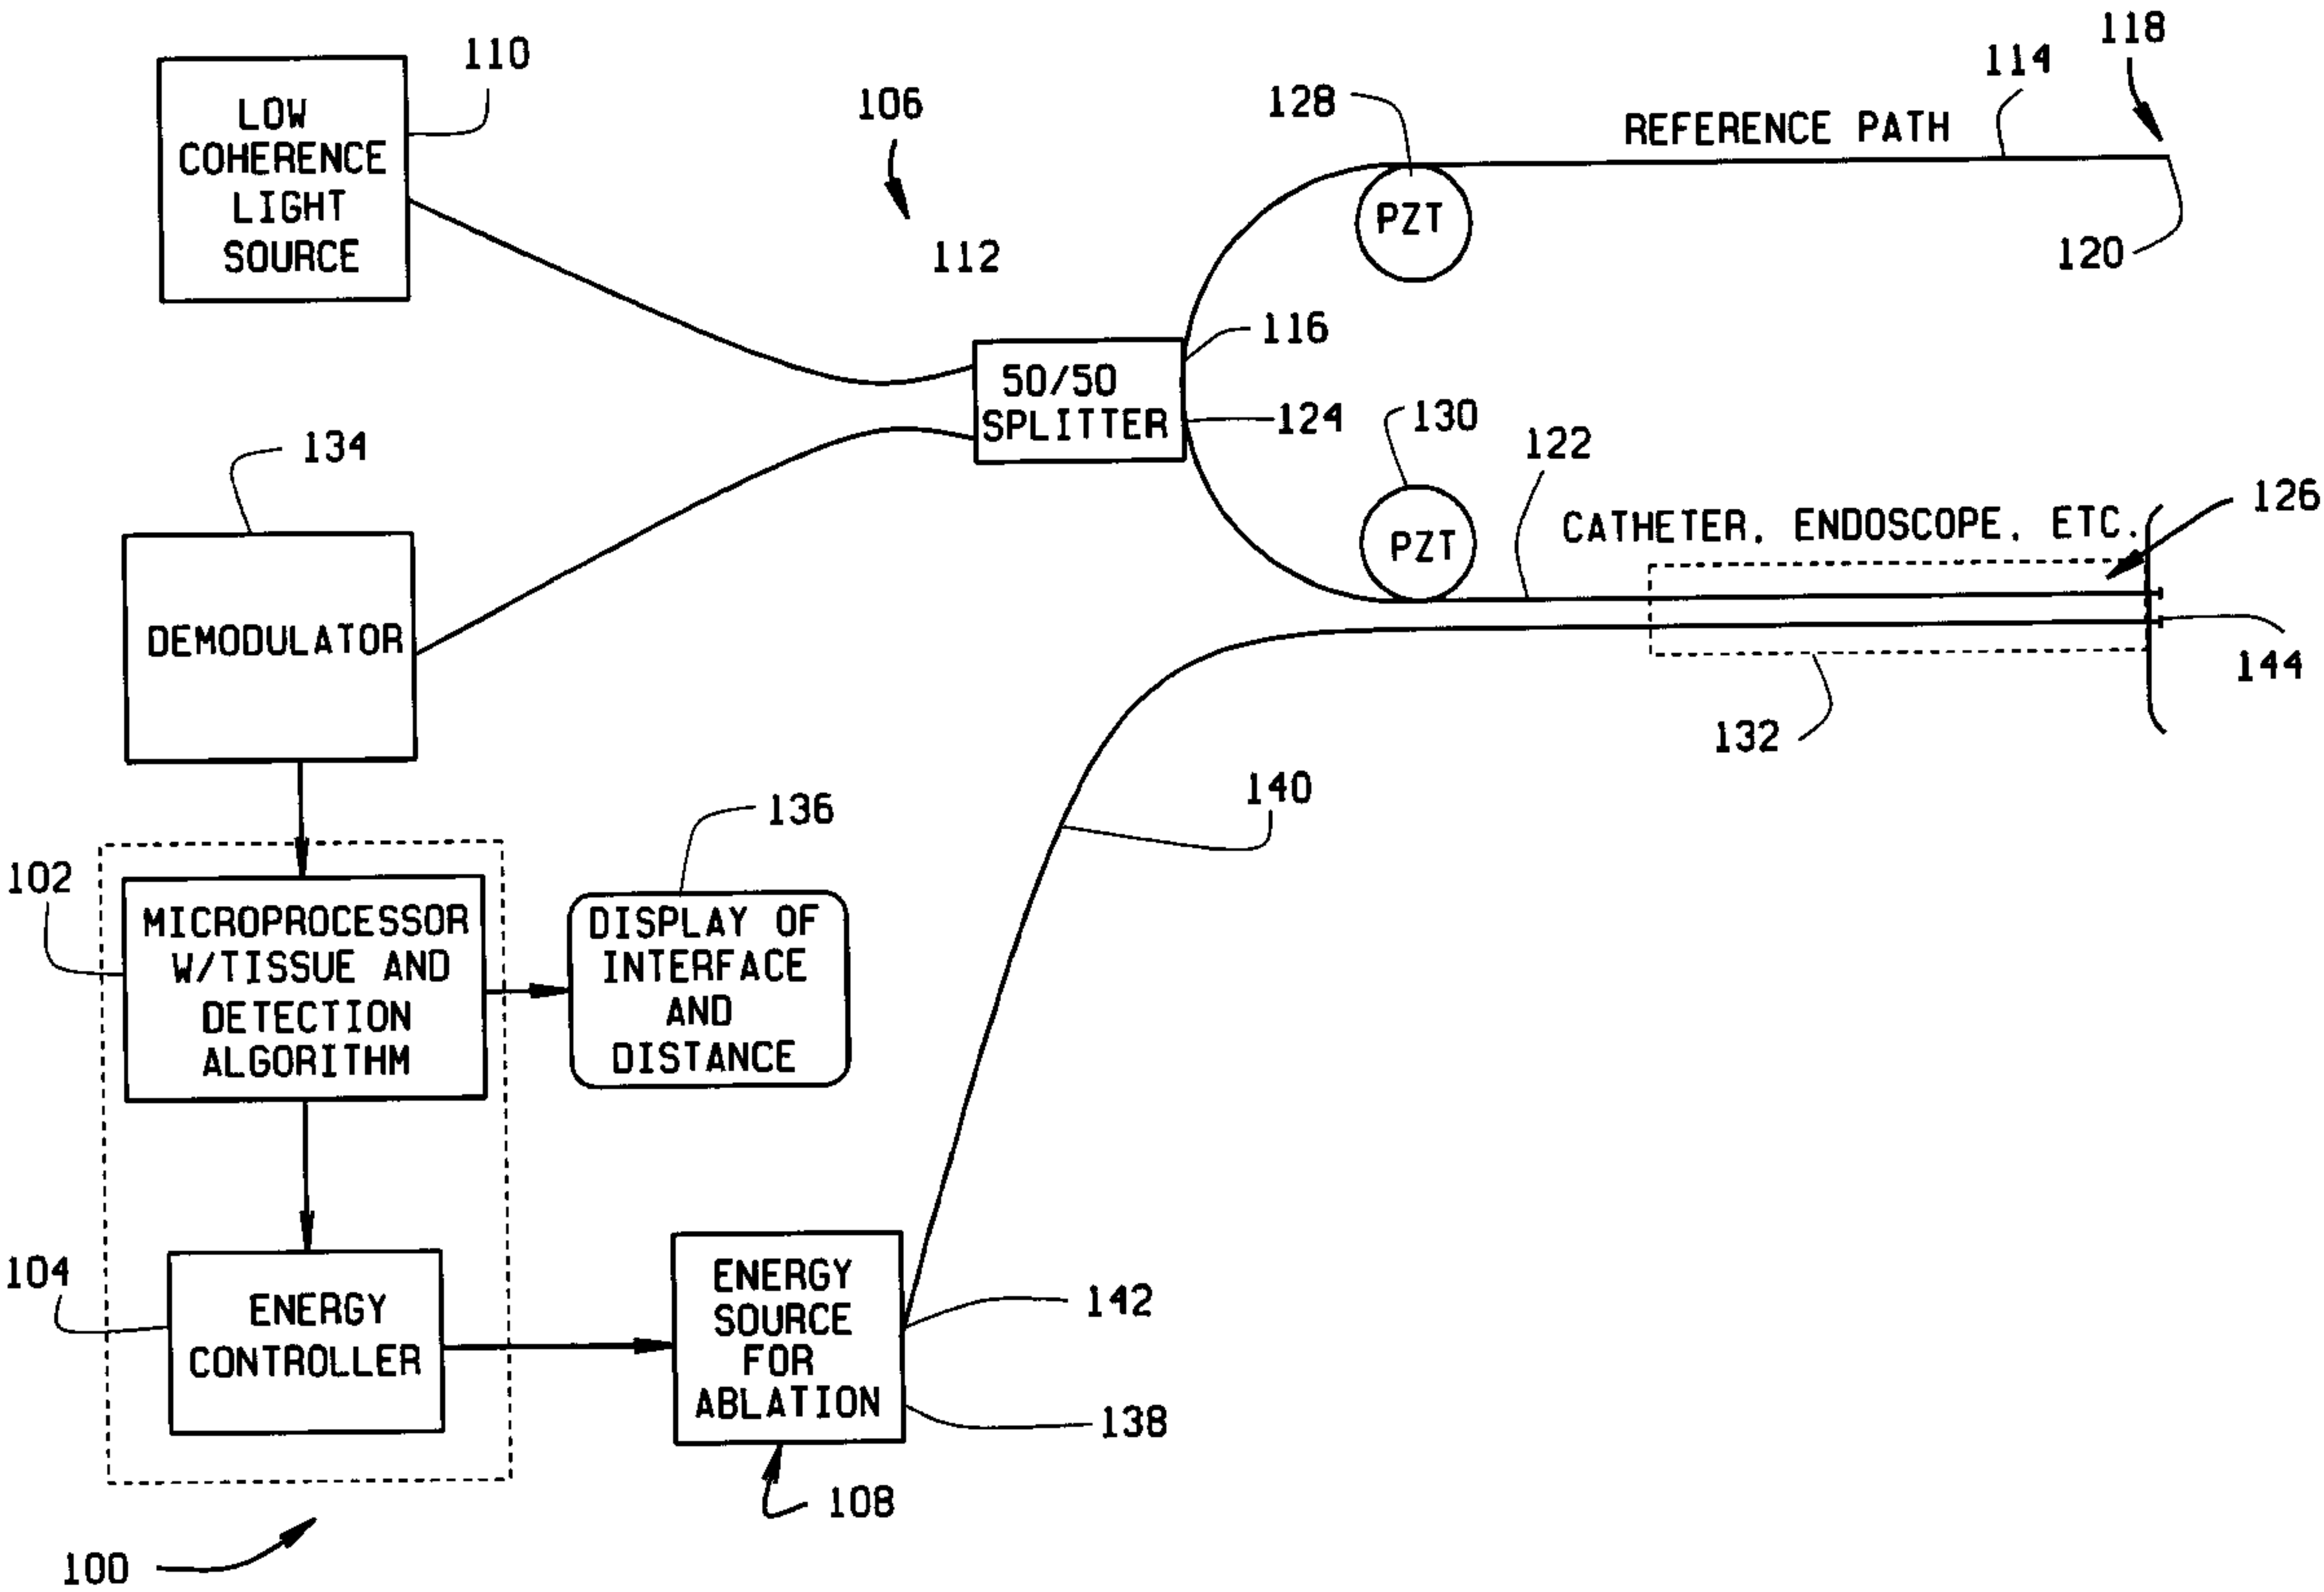 110
LOW
COHERENCE
LIGHT
SOURCE
106
112
128
PZT
REFERENCE PATH
114
118
120
116
50/50
SPLITTER
124
130
PZT
122
CATHETER, ENDOSCOPE, ETC.
126
144
132
134
DEMODULATOR
140
136
102
MICROPROCESSOR
W/TISSUE AND
DETECTION
ALGORITHM
DISPLAY OF
INTERFACE
AND
DISTANCE
104
ENERGY
CONTROLLER
ENERGY
SOURCE
FOR
ABLATION
142
138
108
100